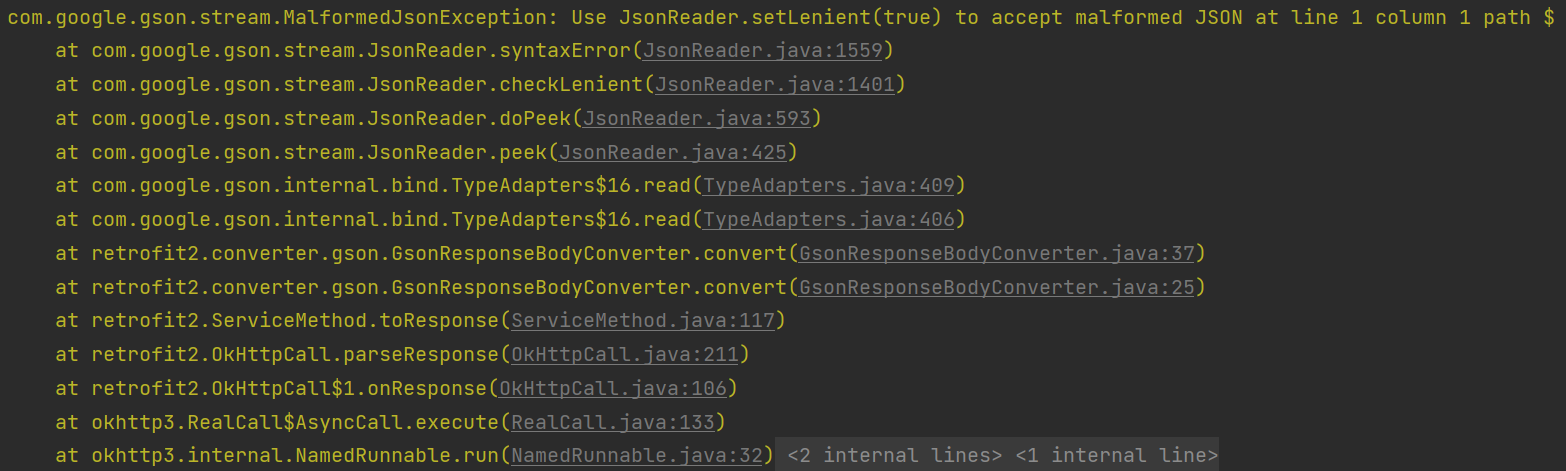 com.google.gson.stream.MalformedJsonException: Use JsonReader.setLenient(true) to accept malformed JSON at line 1 column 1 path $
at com.google.gson.stream.JsonReader.syntaxError(JsonReader.java:1559)
at com.google.gson.stream.JsonReader.checkLenient(JsonReader.java:1401)
at com.google.gson.stream.JsonReader.doPeek(JsonReader.java:593)
at com.google.gson.stream.JsonReader.peek(JsonReader.java:425)
at com.google.gson.internal.bind.TypeAdapters$16.read(TypeAdapters.java:409)
at com.google.gson.internal.bind.TypeAdapters$16.read(TypeAdapters.java:406)
at retrofit2.converter.gson.GsonResponseBodyConverter.convert(GsonResponseBodyConverter.java:37)
at retrofit2.converter.gson.GsonResponseBodyConverter.convert(GsonResponseBodyConverter.java:25)
at retrofit2.ServiceMethod.toResponse(ServiceMethod.java:117)
at retrofit2.OkHttpCall.parseResponse(OkHttpCall.java:211)
at retrofit2.OkHttpCall$1.onResponse(OkHttpCall.java:106)
at okhttp3.RealCall$AsyncCall.execute(RealCall.java:133)
at okhttp3.internal.NamedRunnable.run(NamedRunnable.java:32) <2 internal lines> <1 internal line>